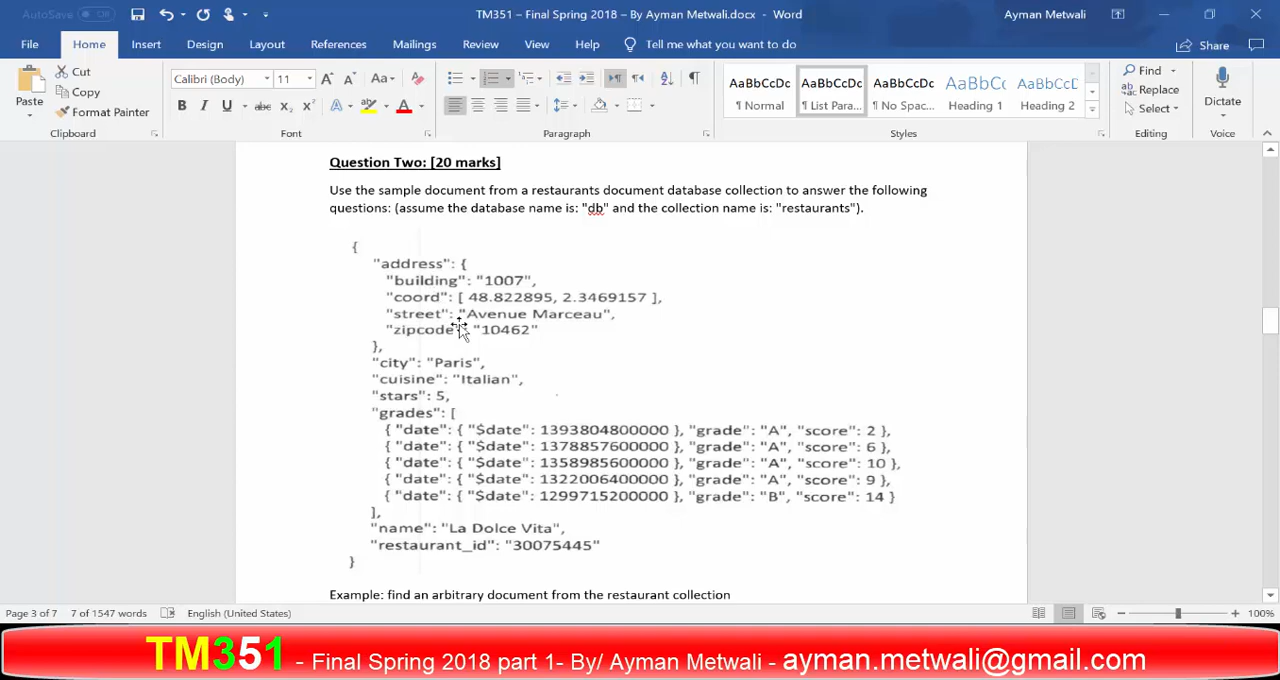 AutoSave Off TM351 – Final Spring 2018 – By Ayman Metwali.docx - Word Ayman Metwali
File Home Insert Design Layout References Mailings Review View Help Tell me what you want to do Share
Paste Cut Copy Format Painter
Calibri (Body) 11
AaBbCcDc AaBbCcDc AaBbCcDc AaBbCc AaBbCcD
¶ Normal ¶ List Para... ¶ No Spac... Heading 1 Heading 2
Find Replace Select Dictate
Clipboard Font Paragraph Styles Editing Voice
Question Two: [20 marks]
Use the sample document from a restaurants document database collection to answer the following
questions: (assume the database name is: "db" and the collection name is: "restaurants").
{
"address": {
"building": "1007",
"coord": [ 48.822895, 2.3469157 ],
"street": "Avenue Marceau",
"zipcode": "10462"
},
"city": "Paris",
"cuisine": "Italian",
"stars": 5,
"grades": [
{ "date": { "$date": 1393804800000 }, "grade": "A", "score": 2 },
{ "date": { "$date": 1378857600000 }, "grade": "A", "score": 6 },
{ "date": { "$date": 1358985600000 }, "grade": "A", "score": 10 },
{ "date": { "$date": 1322006400000 }, "grade": "A", "score": 9 },
{ "date": { "$date": 1299715200000 }, "grade": "B", "score": 14 }
],
"name": "La Dolce Vita",
"restaurant_id": "30075445"
}
Example: find an arbitrary document from the restaurant collection
Page 3 of 7 7 of 1547 words English (United States) 100%
TM351 - Final Spring 2018 part 1- By/ Ayman Metwali - ayman.metwali@gmail.com